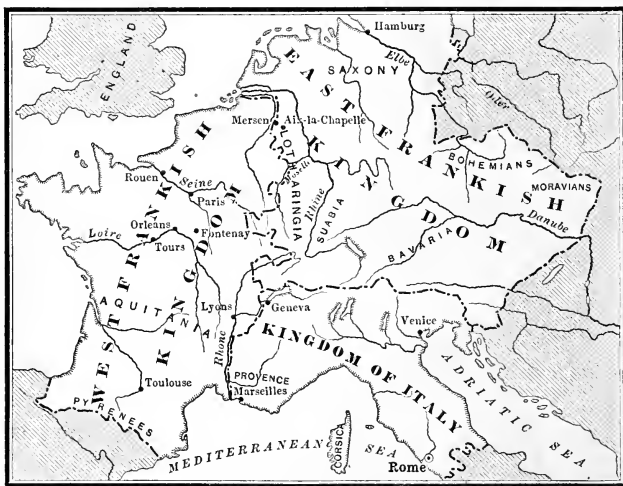 Hamburg
ENGLAND
Elbe
SAXONY
Oder
EAST FRANKISH KINGDOM
Mersen
Aix-la-Chapelle
LOTHARINGIA
Moselle
Rhine
BOHEMIANS
MORAVIANS
Rouen
Seine
Paris
SUABIA
Danube
Orleans
Fontenay
Loire
Tours
BAVARIA
WEST FRANKISH KINGDOM
AQUITANIA
Lyons
Geneva
Venice
Rhone
KINGDOM OF ITALY
ADRIATIC SEA
PROVENCE
Toulouse
Marseilles
PYRENEES
MEDITERRANEAN SEA
CORSICA
Rome